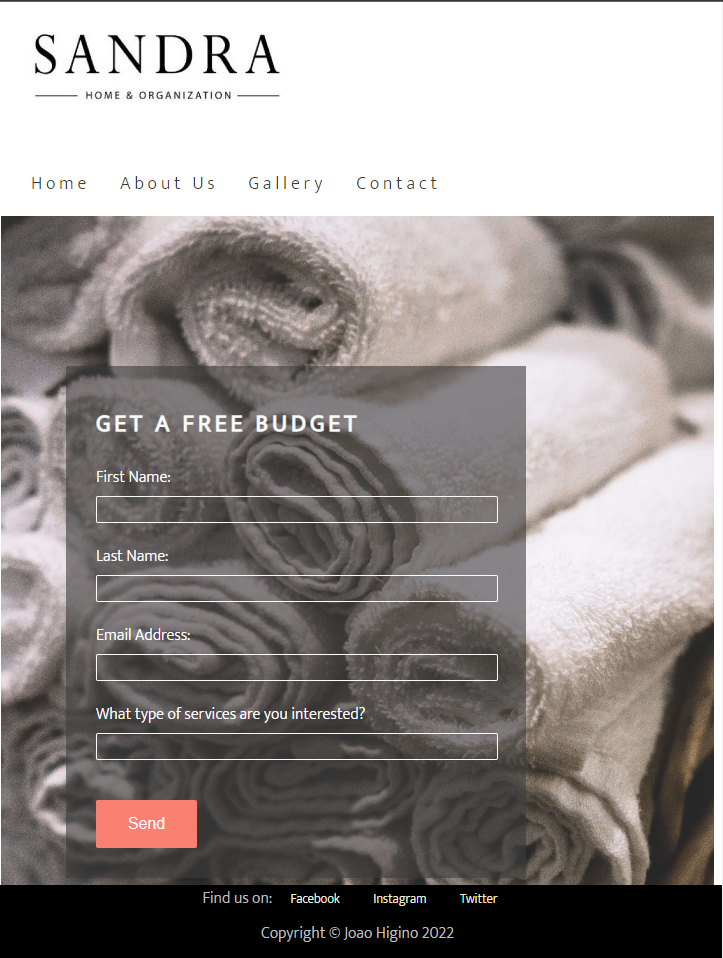 SANDRA
HOME & ORGANIZATION
Home About Us Gallery Contact
GET A FREE BUDGET
First Name:
Last Name:
Email Address:
What type of services are you interested?
Send
Find us on: Facebook Instagram Twitter
Copyright © Joao Higino 2022